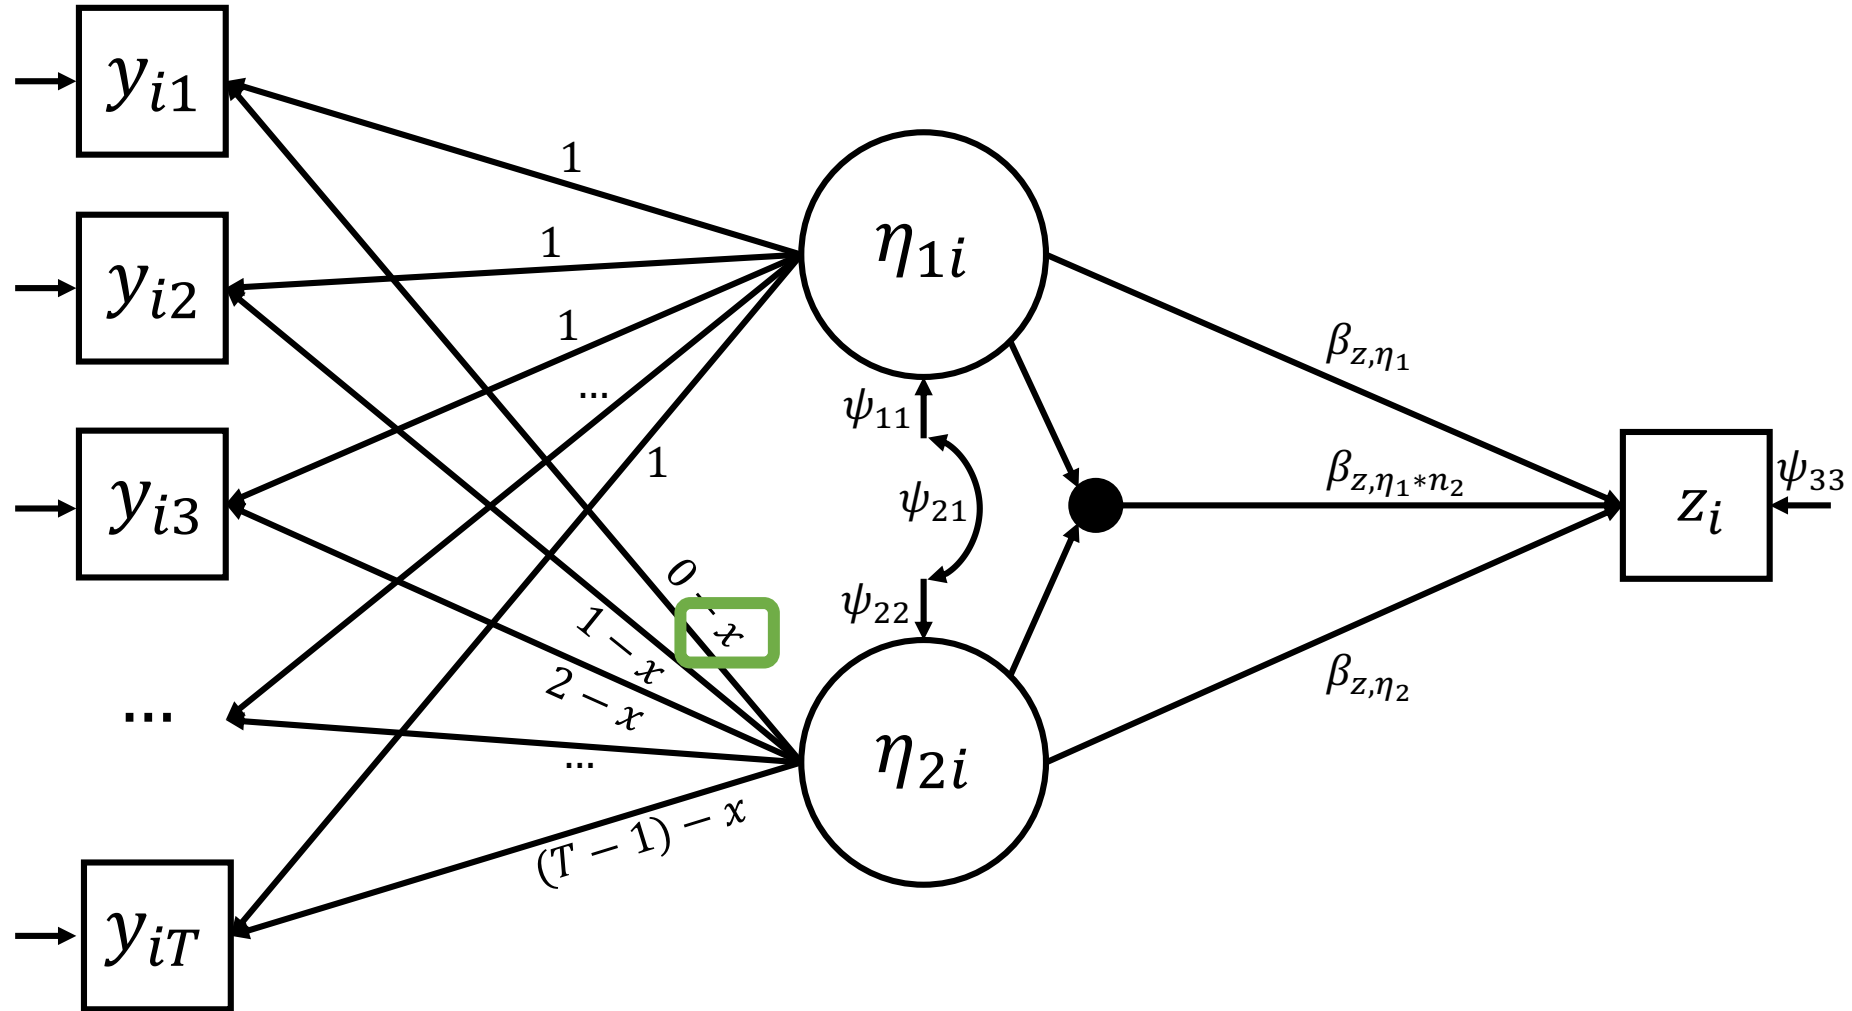 y_{i1}
1
y_{i2}
1
η_{1i}
1
...
β_{z,η_1}
ψ_{11}
1
y_{i3}
ψ_{21}
β_{z,η_1*n_2}
z_i
ψ_{33}
0 − x
1 − x
2 − x
ψ_{22}
β_{z,η_2}
...
...
η_{2i}
(T − 1) − x
y_{iT}